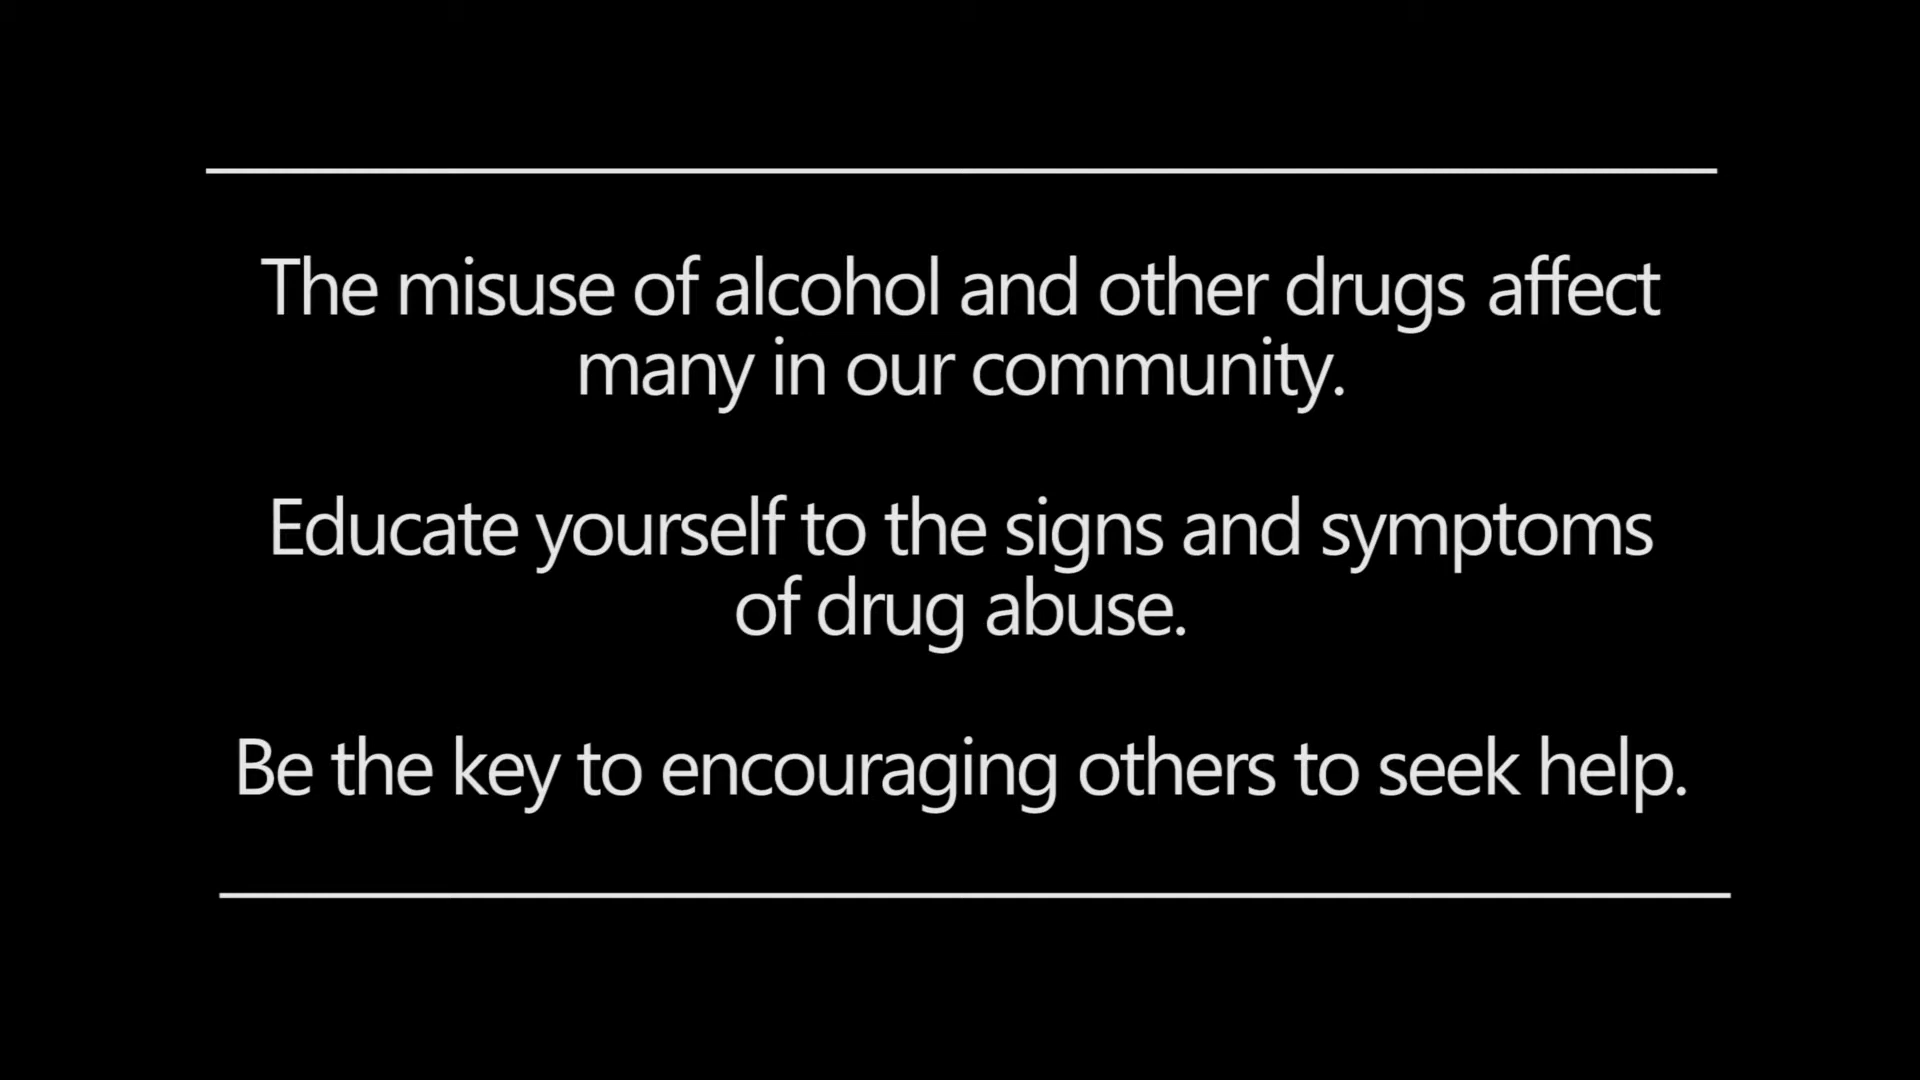 The misuse of alcohol and other drugs affect
many in our community.
Educate yourself to the signs and symptoms
of drug abuse.
Be the key to encouraging others to seek help.